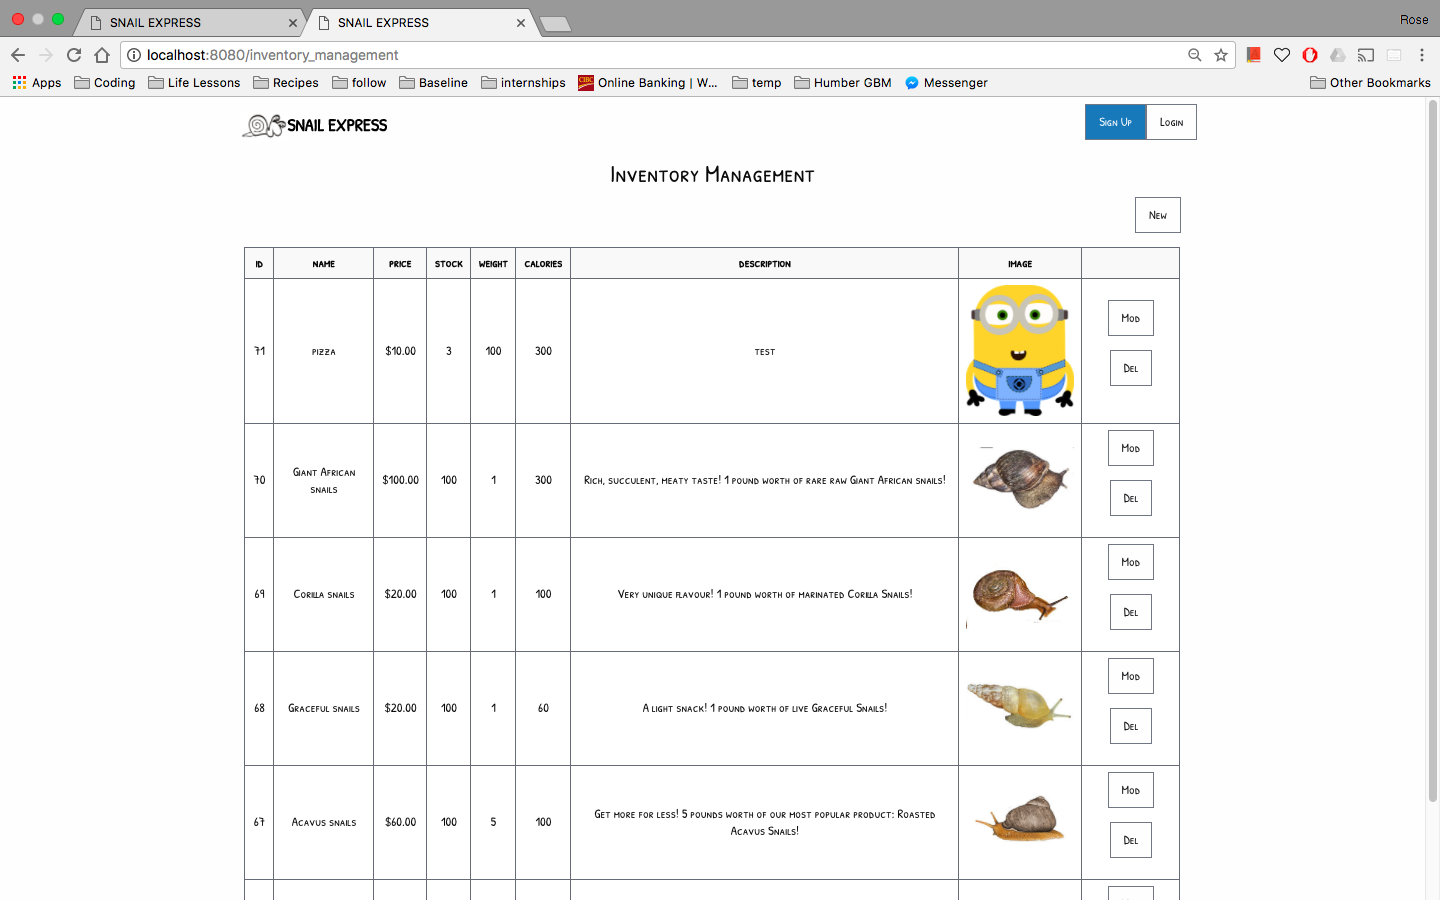 SNAIL EXPRESS
SNAIL EXPRESS
Rose
localhost:8080/inventory_management
Apps Coding Life Lessons Recipes follow Baseline internships CIBC Online Banking | W... temp Humber GBM Messenger Other Bookmarks
SNAIL EXPRESS Sign Up Login
Inventory Management
New
ID NAME PRICE STOCK WEIGHT CALORIES DESCRIPTION IMAGE
71 pizza $10.00 3 100 300 test
Mod
Del
70 Giant African
snails
$100.00 100 1 300 Rich, succulent, meaty taste! 1 pound worth of rare raw Giant African snails!
Mod
Del
69 Corilla snails $20.00 100 1 100 Very unique flavour! 1 pound worth of marinated Corilla Snails!
Mod
Del
68 Graceful snails $20.00 100 1 60 A light snack! 1 pound worth of live Graceful Snails!
Mod
Del
67 Acavus snails $60.00 100 5 100 Get more for less! 5 pounds worth of our most popular product: Roasted
Acavus Snails!
Mod
Del